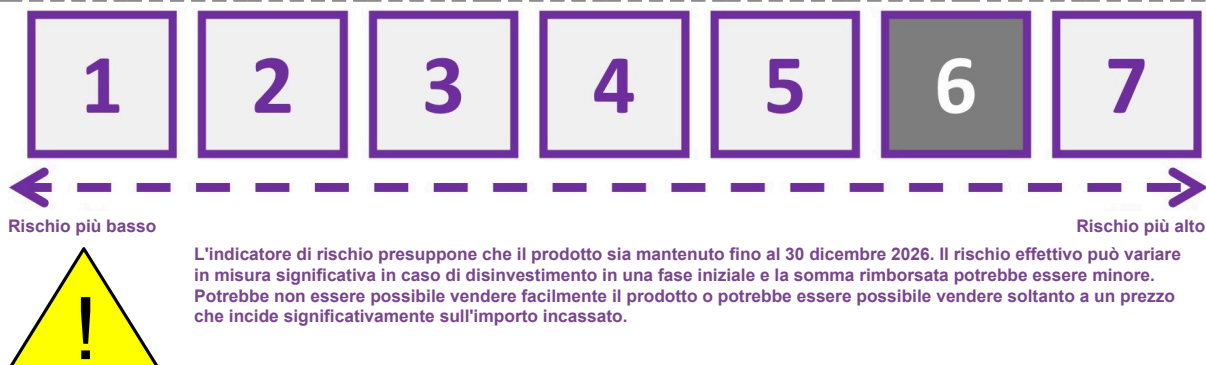 1 2 3 4 5 6 7
Rischio più basso Rischio più alto
L'indicatore di rischio presuppone che il prodotto sia mantenuto fino al 30 dicembre 2026. Il rischio effettivo può variare
in misura significativa in caso di disinvestimento in una fase iniziale e la somma rimborsata potrebbe essere minore.
Potrebbe non essere possibile vendere facilmente il prodotto o potrebbe essere possibile vendere soltanto a un prezzo
che incide significativamente sull'importo incassato.
!